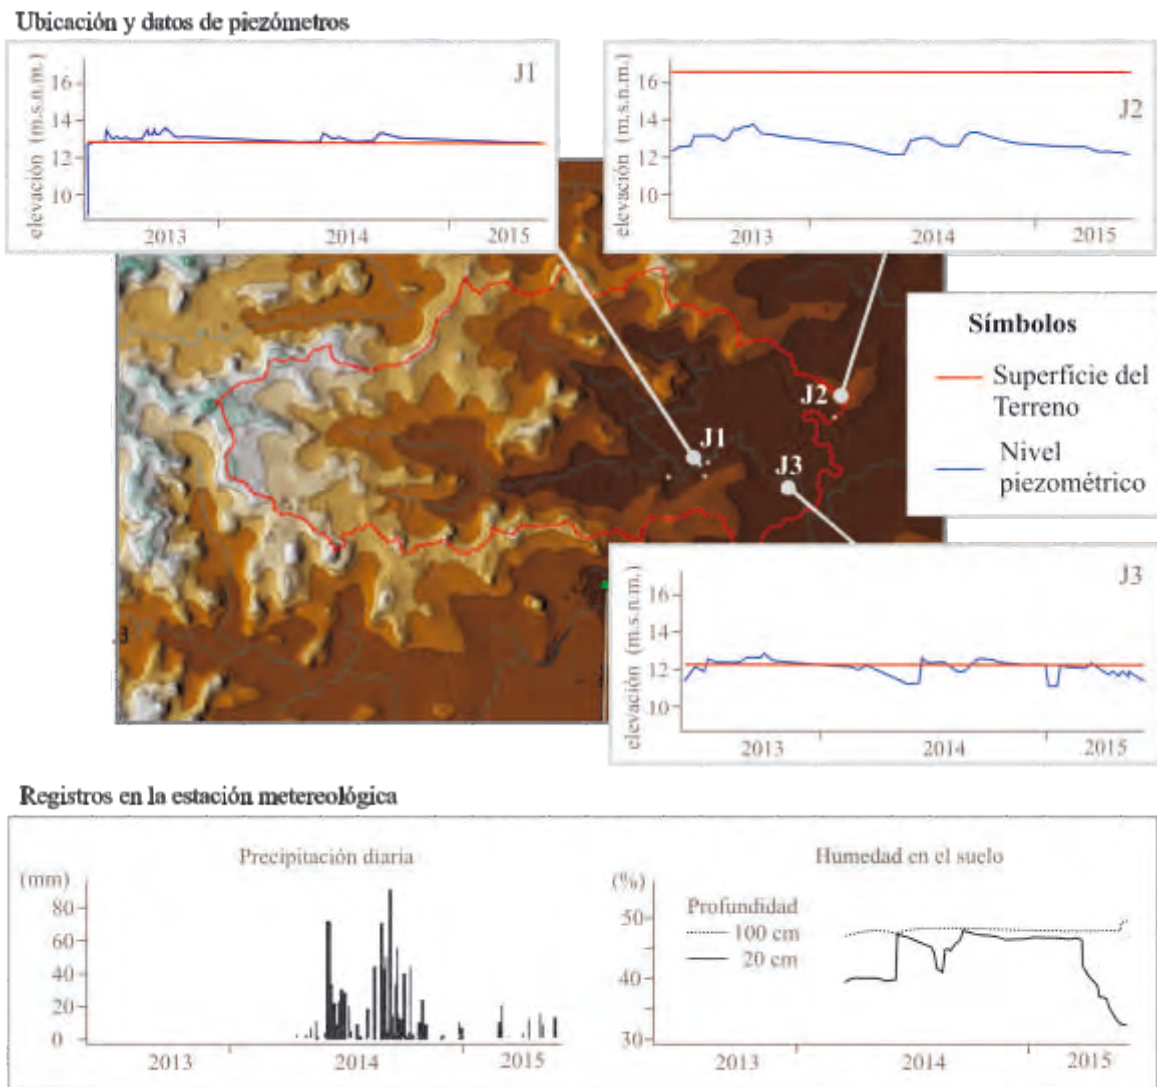 Ubicación y datos de piezómetros
J1
elevación (m.s.n.m.)
16
14
12
10
2013
2014
2015
J2
elevación (m.s.n.m.)
16
14
12
10
2013
2014
2015
Símbolos
Superficie del
Terreno
Nivel
piezométrico
J2
J1
J3
3
J3
elevación (m.s.n.m.)
16
14
12
10
2013
2014
2015
Registros en la estación metereológica
Precipitación diaria
(mm)
80
60
40
20
0
2013
2014
2015
Humedad en el suelo
(%)
50
40
30
Profundidad
100 cm
20 cm
2013
2014
2015